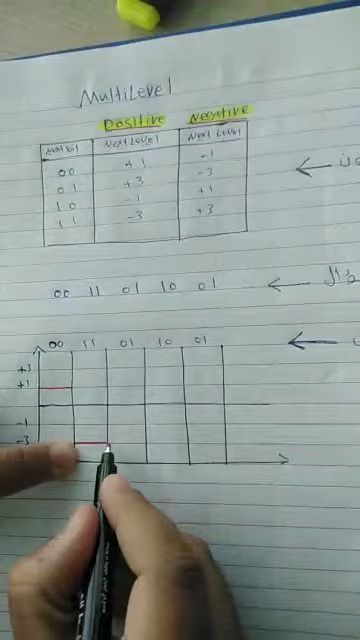 MultiLevel
Positive Negative
Next bit Next Level Next Level
00 +1 -1
01 +3 -3
10 -1 +1
11 -3 +3
00 11 01 10 01
00 11 01 10 01
+3
+1
-1
-3